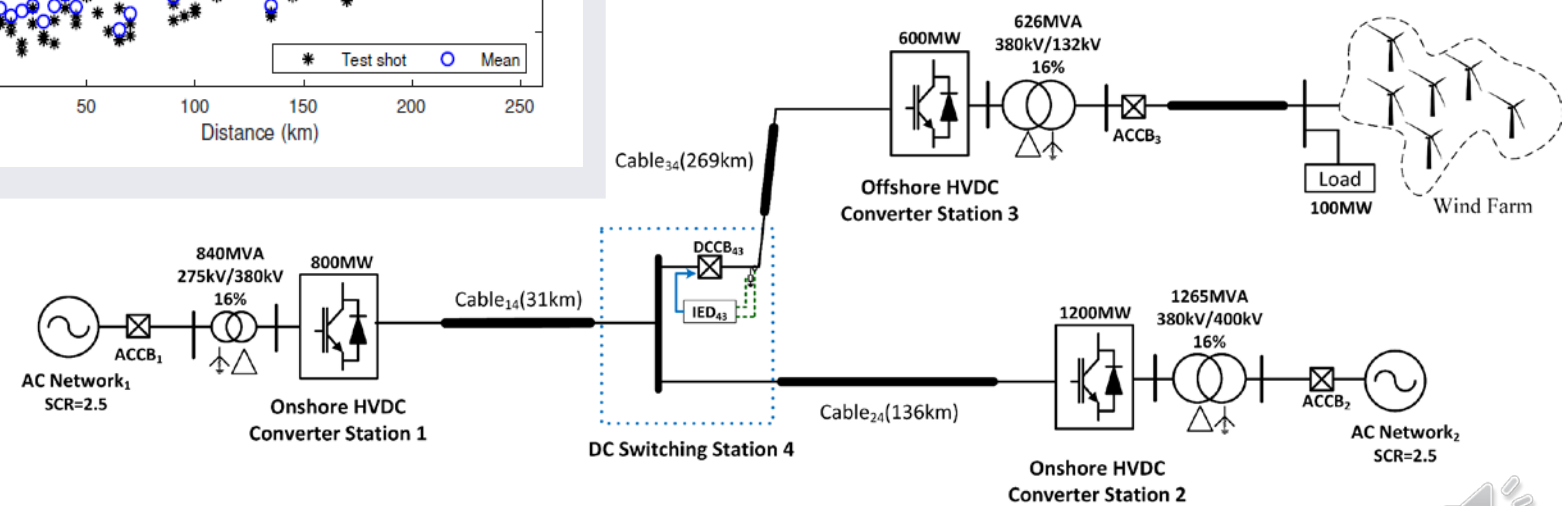 Test shot
Mean
50
100
150
200
250
Distance (km)
626MVA
380kV/132kV
16%
600MW
ACCB₃
Cable₃₄(269km)
Offshore HVDC
Converter Station 3
Load
100MW
Wind Farm
840MVA
275kV/380kV
16%
800MW
ACCB₁
AC Network₁
SCR=2.5
Onshore HVDC
Converter Station 1
Cable₁₄(31km)
DCCB₄₃
IED₄₃
DC Switching Station 4
Cable₂₄(136km)
1200MW
1265MVA
380kV/400kV
16%
ACCB₂
AC Network₂
SCR=2.5
Onshore HVDC
Converter Station 2